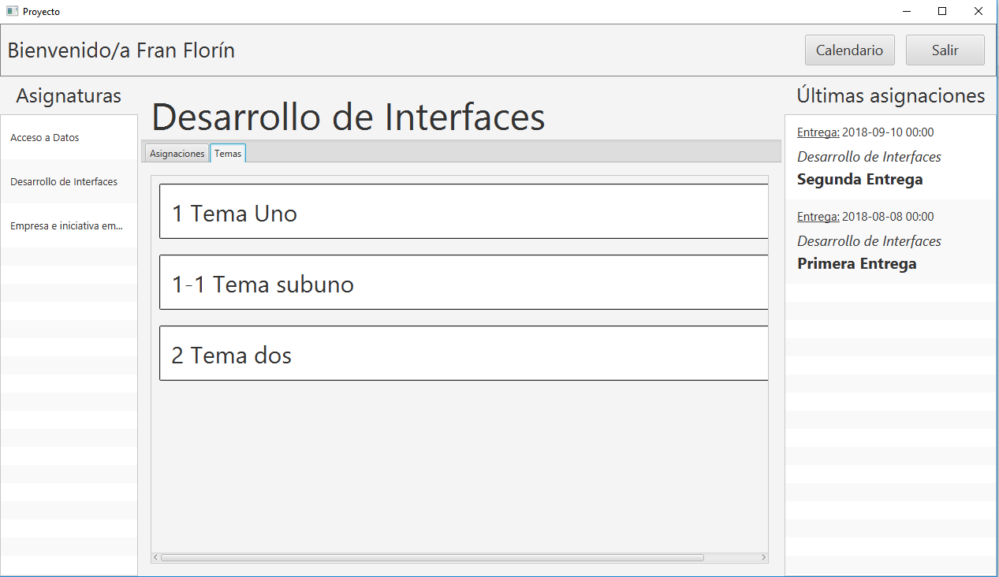 Proyecto
Bienvenido/a Fran Florín
Calendario
Salir
Asignaturas
Acceso a Datos
Desarrollo de Interfaces
Empresa e iniciativa em...
Desarrollo de Interfaces
Asignaciones
Temas
1 Tema Uno
1-1 Tema subuno
2 Tema dos
Últimas asignaciones
Entrega: 2018-09-10 00:00
Desarrollo de Interfaces
Segunda Entrega
Entrega: 2018-08-08 00:00
Desarrollo de Interfaces
Primera Entrega